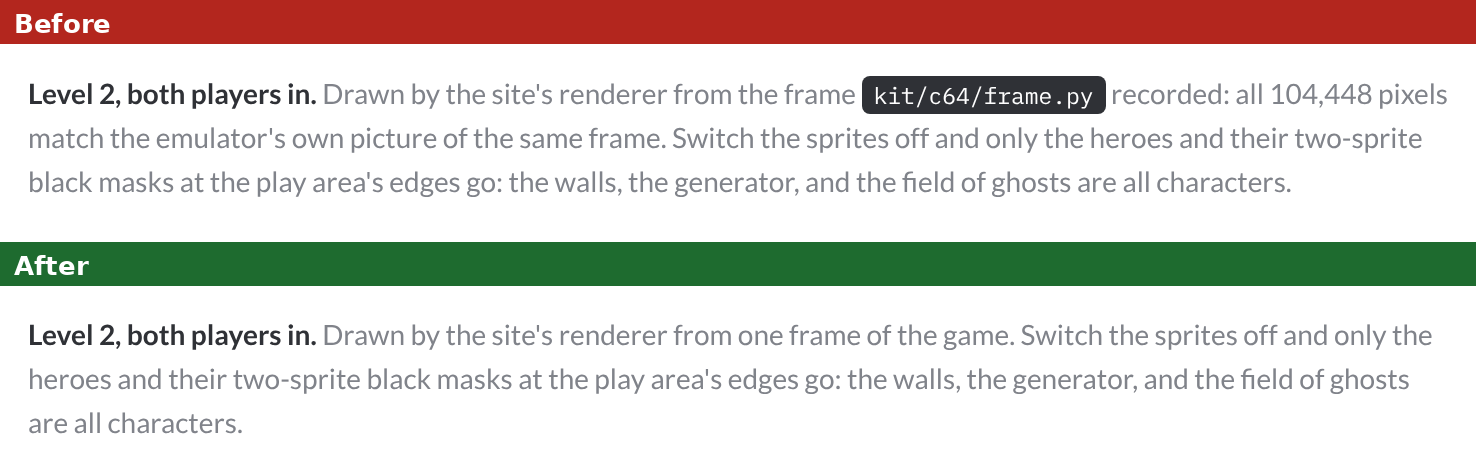 Before
Level 2, both players in. Drawn by the site's renderer from the frame kit/c64/frame.py recorded: all 104,448 pixels
match the emulator's own picture of the same frame. Switch the sprites off and only the heroes and their two-sprite
black masks at the play area's edges go: the walls, the generator, and the field of ghosts are all characters.
After
Level 2, both players in. Drawn by the site's renderer from one frame of the game. Switch the sprites off and only the
heroes and their two-sprite black masks at the play area's edges go: the walls, the generator, and the field of ghosts
are all characters.